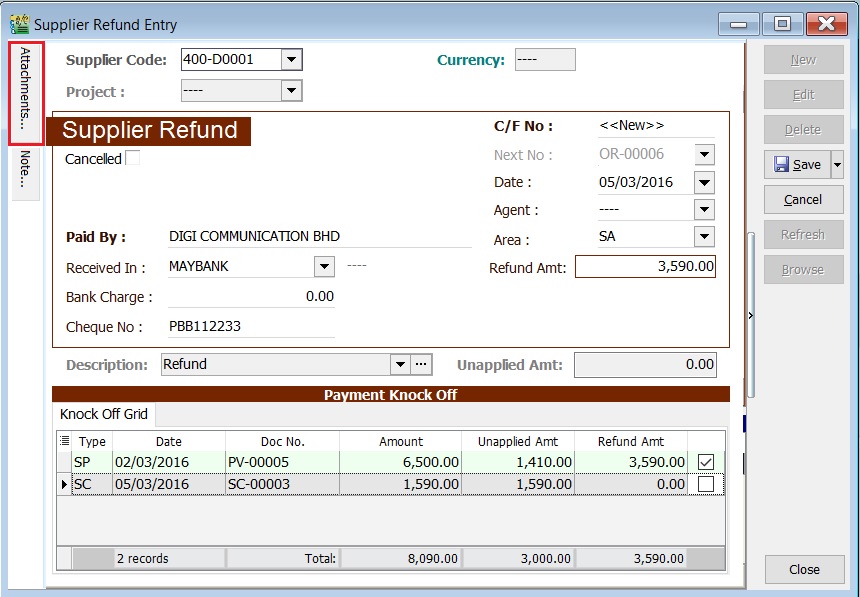 Supplier Refund Entry
Attachments...
Note...
Supplier Code: 400-D0001
Currency: ----
Project : ----
Supplier Refund
Cancelled
C/F No : <<New>>
Next No : OR-00006
Date : 05/03/2016
Agent : ----
Paid By : DIGI COMMUNICATION BHD
Area : SA
Received In : MAYBANK ----
Refund Amt: 3,590.00
Bank Charge : 0.00
Cheque No : PBB112233
Description: Refund ...
Unapplied Amt: 0.00
Payment Knock Off
Knock Off Grid
Type Date Doc No. Amount Unapplied Amt Refund Amt
SP 02/03/2016 PV-00005 6,500.00 1,410.00 3,590.00
SC 05/03/2016 SC-00003 1,590.00 1,590.00 0.00
2 records Total: 8,090.00 3,000.00 3,590.00
New
Edit
Delete
Save
Cancel
Refresh
Browse
Close